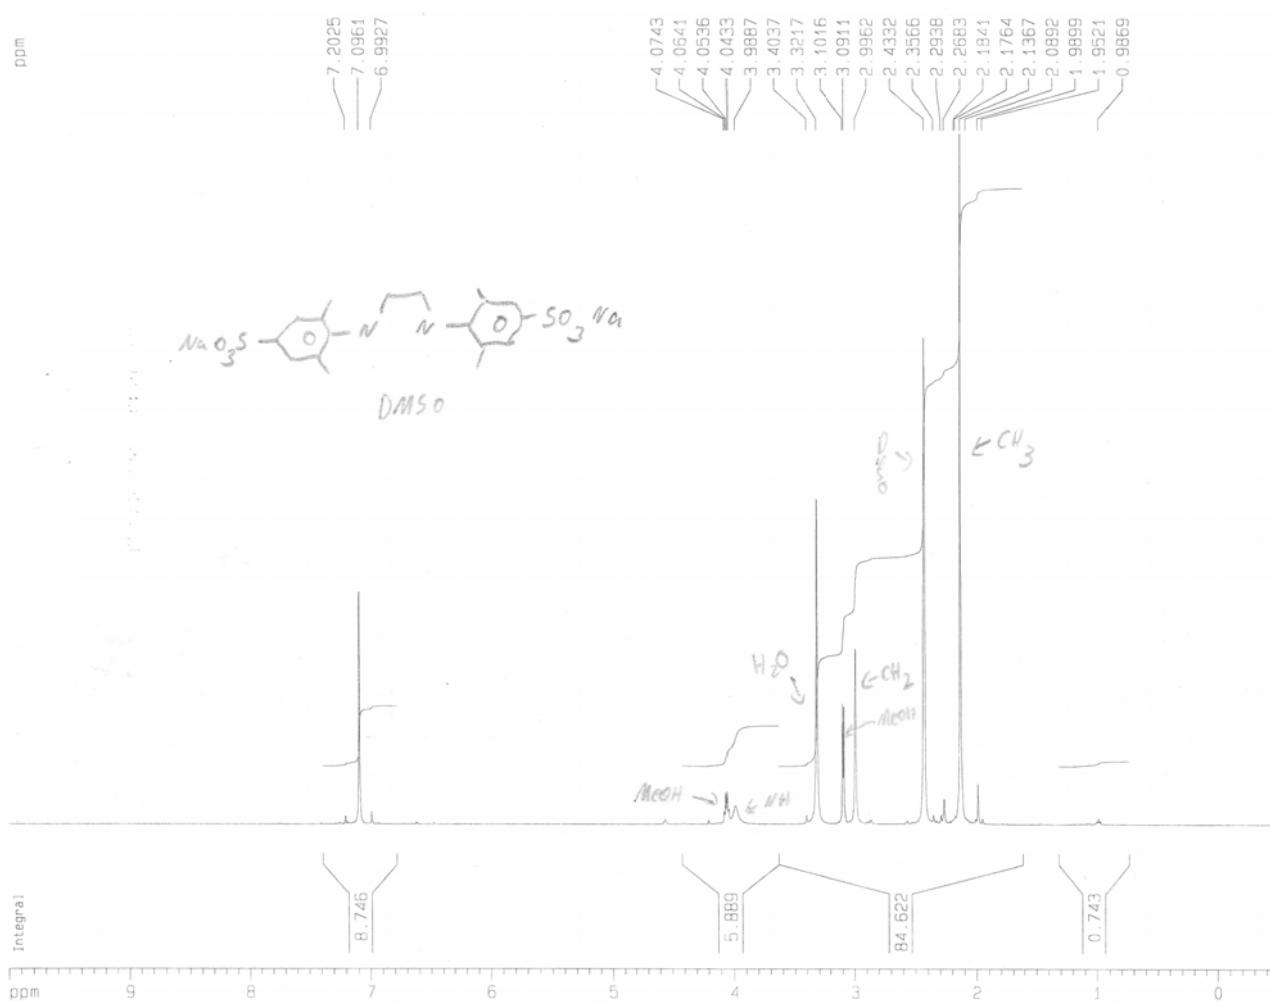 ppm
7.2025
7.0961
6.9927
4.0743
4.0641
4.0536
4.0433
3.9887
3.4037
3.3217
3.1016
3.0911
2.9962
2.4332
2.3566
2.2938
2.2683
2.1841
2.1764
2.1367
2.0892
1.9899
1.9521
0.9869
NaO3S
N
N
SO3Na
DMSO
DMSO
CH3
H2O
CH2
MeOH
MeOH
NH
Integral
8.746
5.889
84.622
0.743
ppm
9
8
7
6
5
4
3
2
1
0